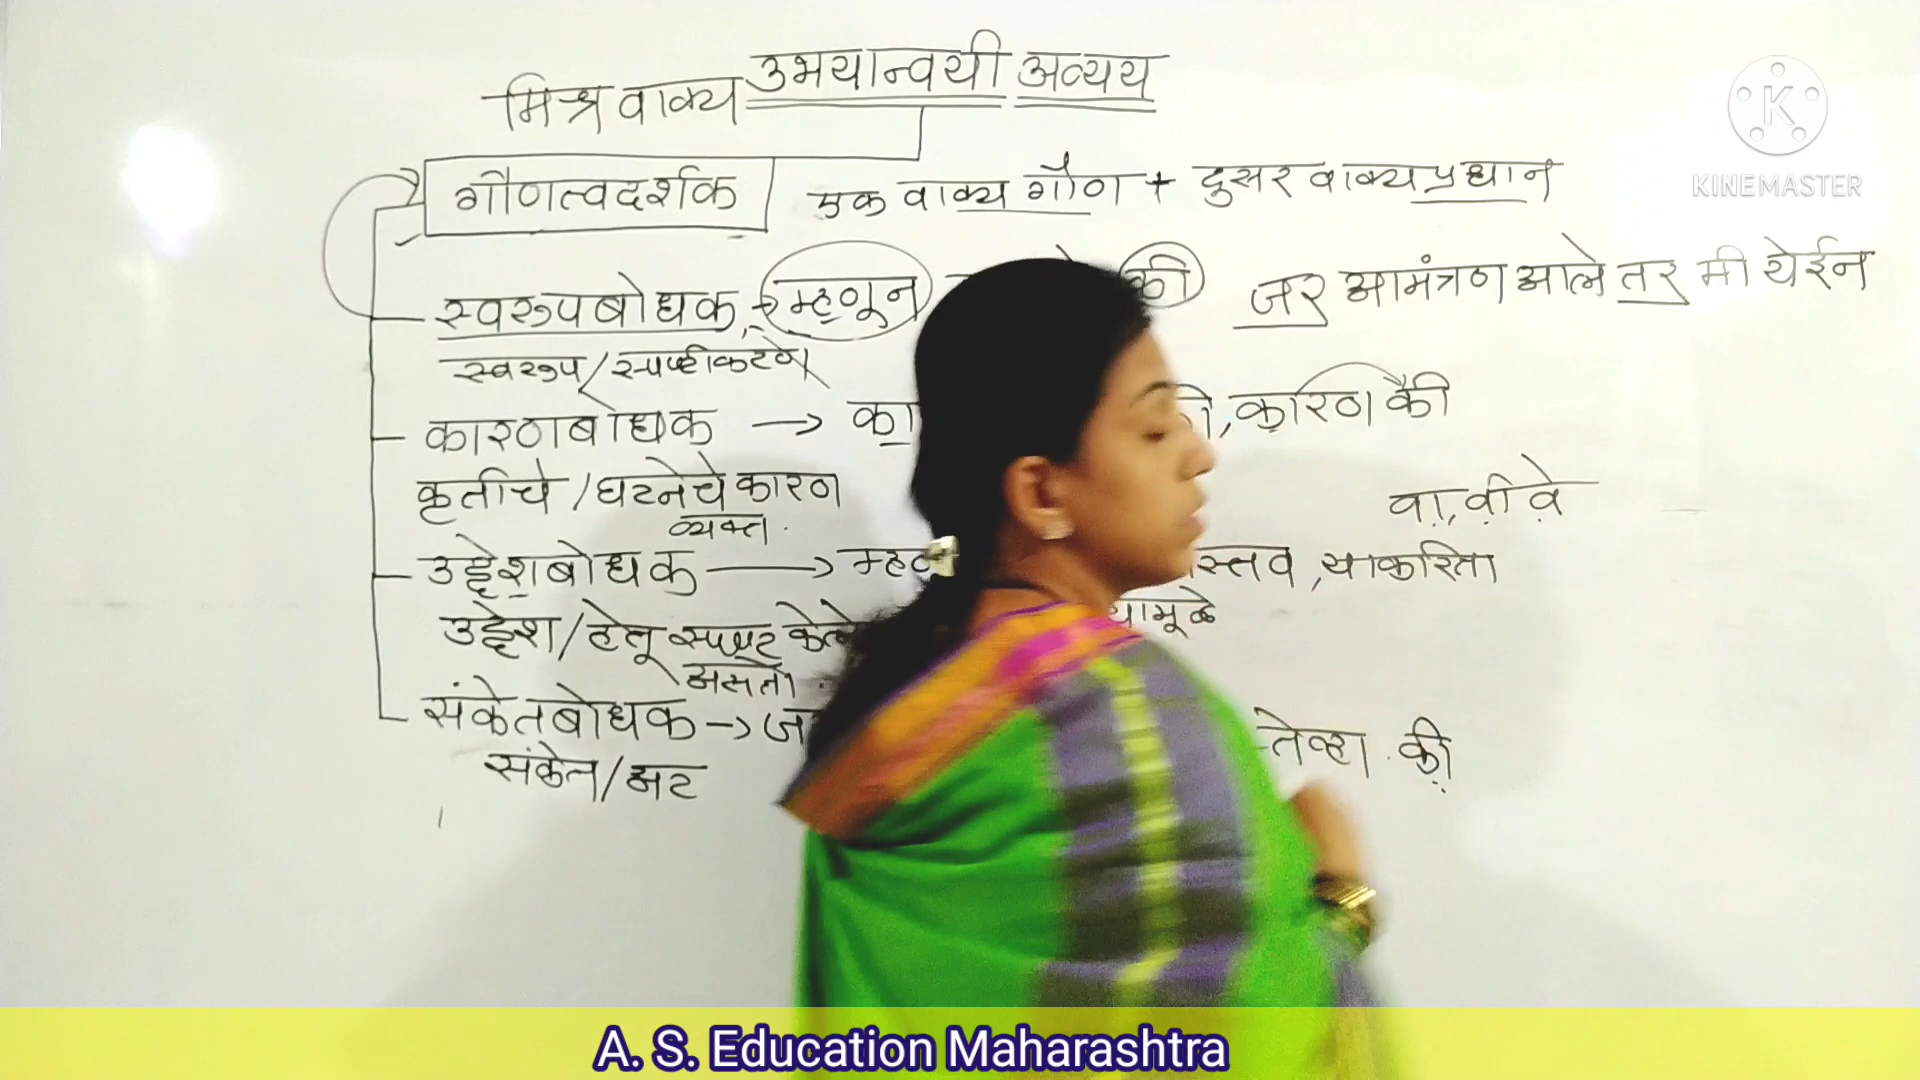 उभयान्वयी अव्यय
मिश्र वाक्य
गौणत्वदर्शक एक वाक्य गौण + दुसर वाक्य प्रधान
स्वरुपबोधक, → म्हणून की जर आमंत्रण आले तर मी येईन
स्वरुप/स्पष्टीकरण
कारणबोधक → का , कारण की
कृतीचे /घटनेचे कारण
व्यक्त.
वा, वी वे
उद्देशबोधक → स्तव, याकरिता
उद्देश/हेतू स्पष्ट केले यामूळे
असतो.
संकेतबोधक → ज -तेव्हा. की
संकेत/अट
KINEMASTER
A. S. Education Maharashtra